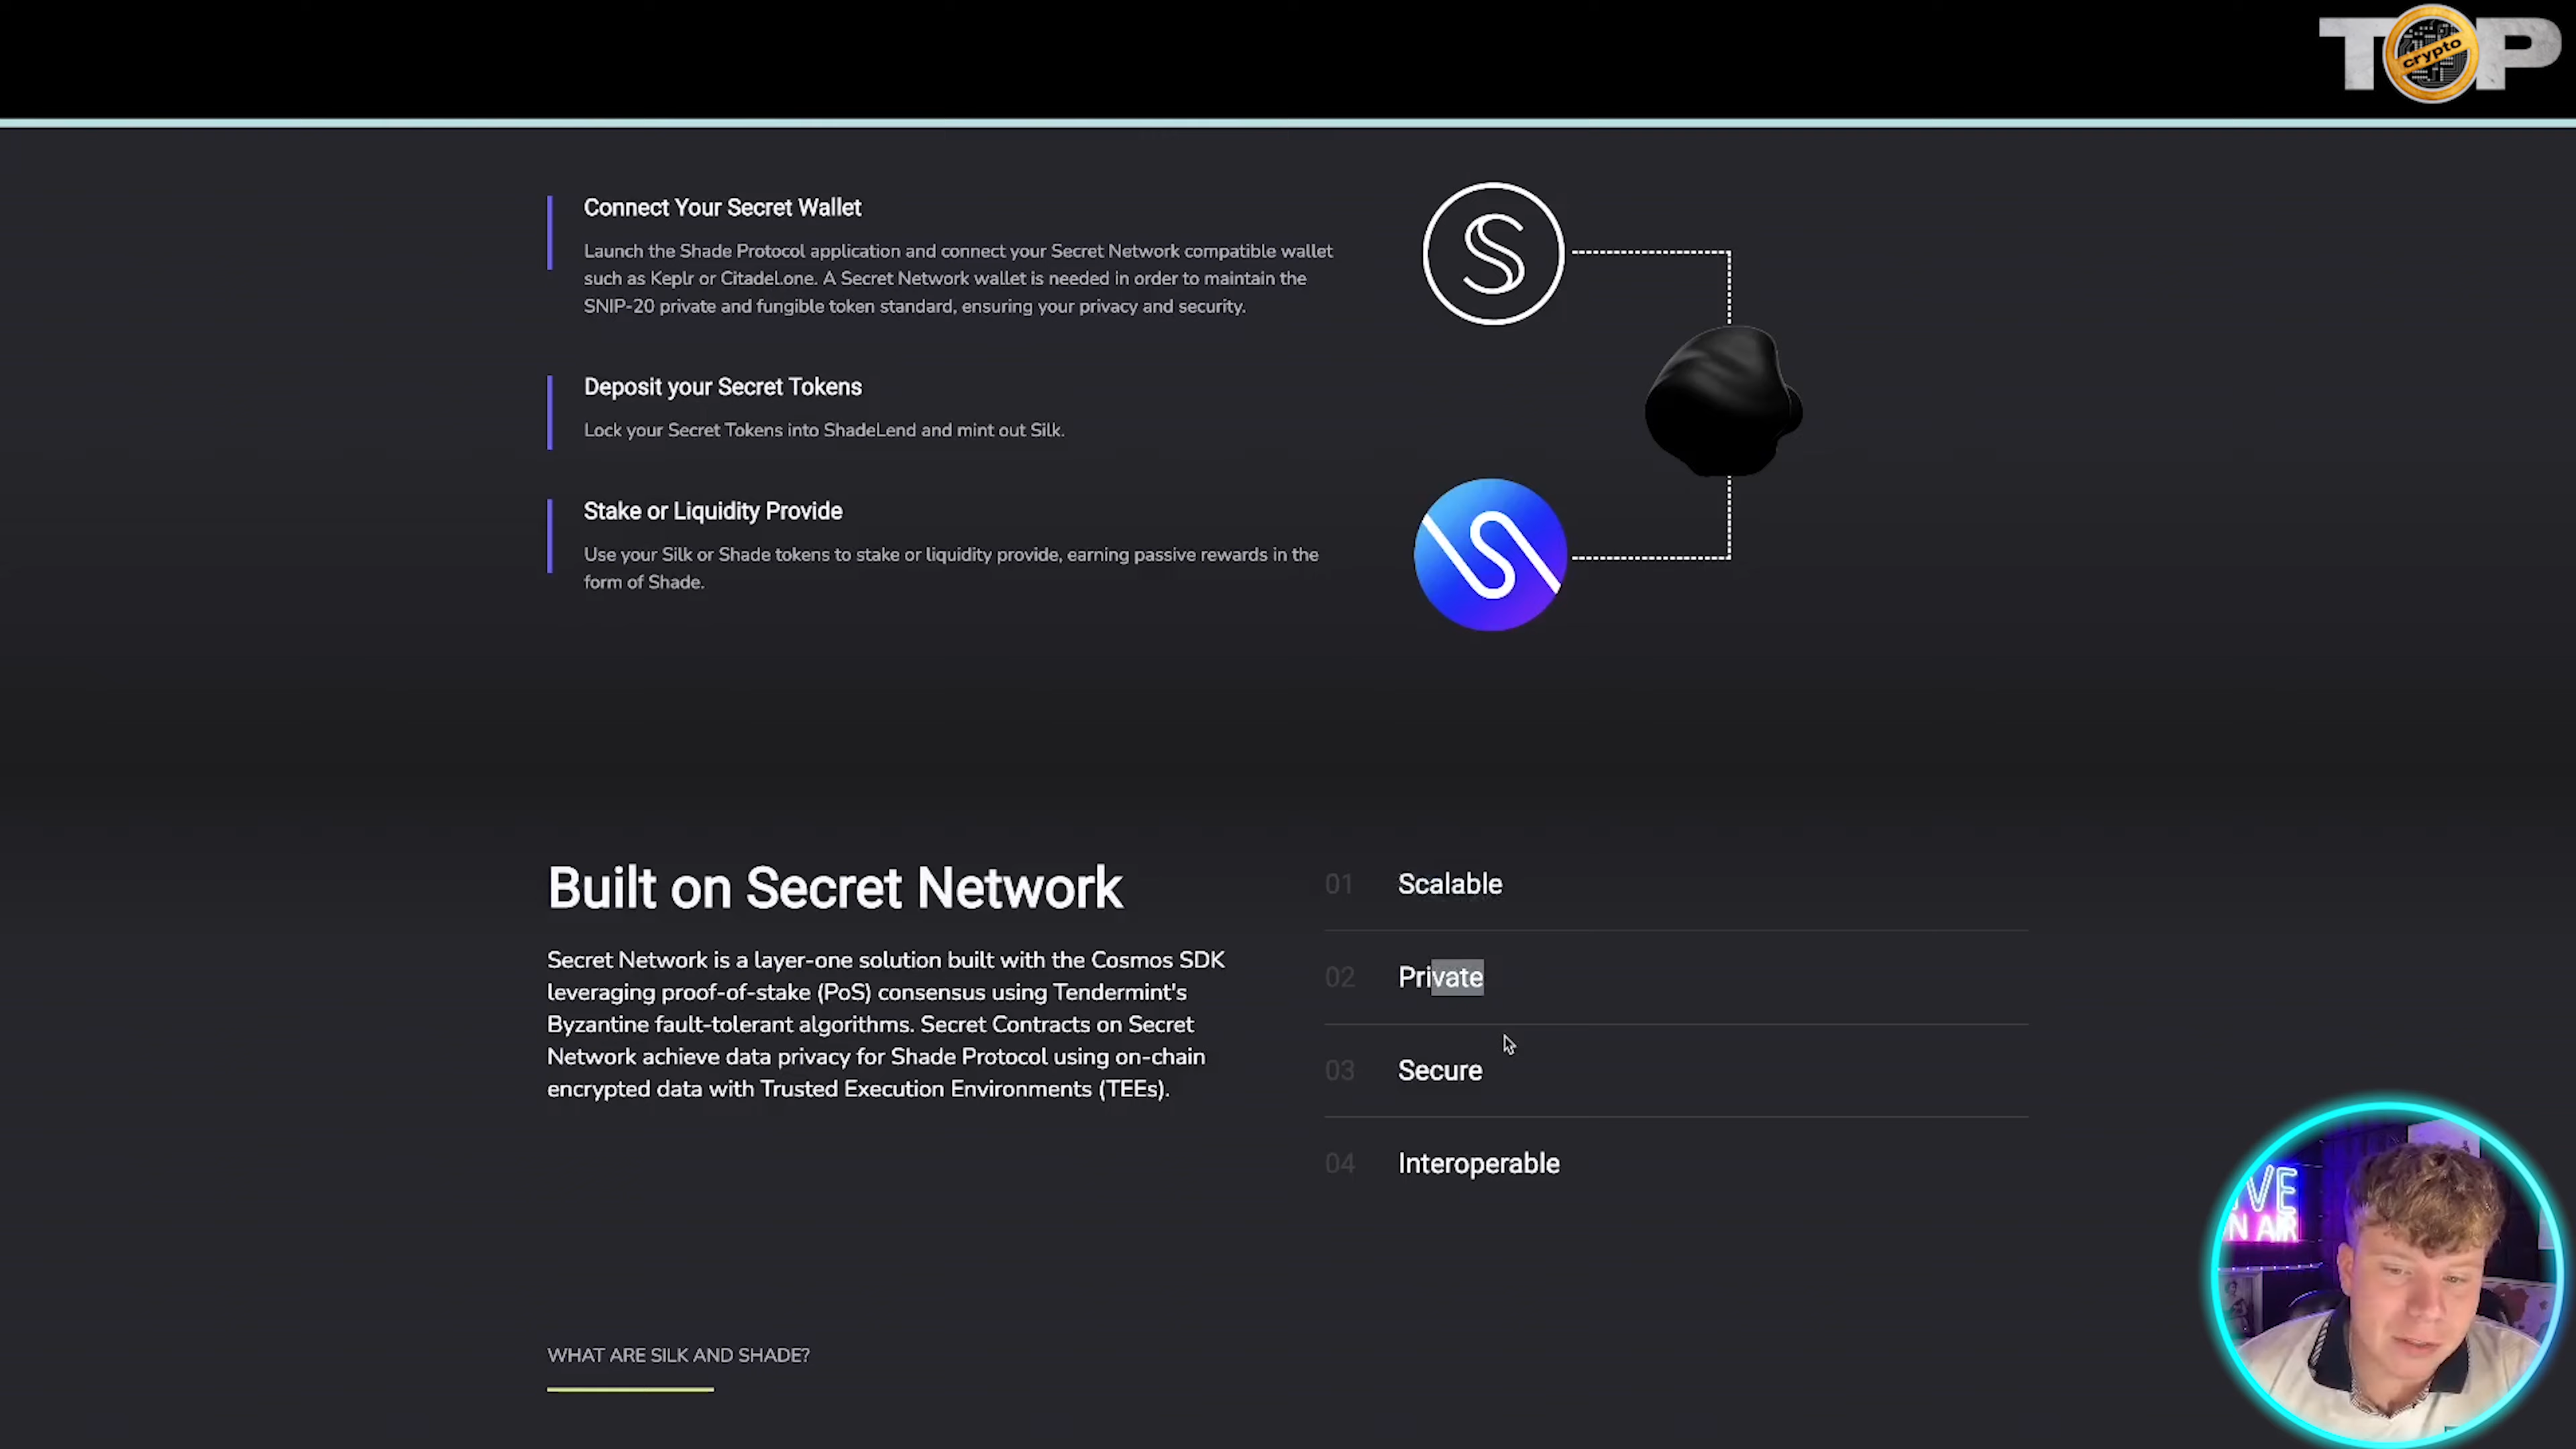 TOP
crypto
Connect Your Secret Wallet
Launch the Shade Protocol application and connect your Secret Network compatible wallet
such as Keplr or Citadel.one. A Secret Network wallet is needed in order to maintain the
SNIP-20 private and fungible token standard, ensuring your privacy and security.
Deposit your Secret Tokens
Lock your Secret Tokens into ShadeLend and mint out Silk.
Stake or Liquidity Provide
Use your Silk or Shade tokens to stake or liquidity provide, earning passive rewards in the
form of Shade.
Built on Secret Network
Secret Network is a layer-one solution built with the Cosmos SDK
leveraging proof-of-stake (PoS) consensus using Tendermint's
Byzantine fault-tolerant algorithms. Secret Contracts on Secret
Network achieve data privacy for Shade Protocol using on-chain
encrypted data with Trusted Execution Environments (TEEs).
01 Scalable
02 Private
03 Secure
04 Interoperable
WHAT ARE SILK AND SHADE?
IVE
N AIR